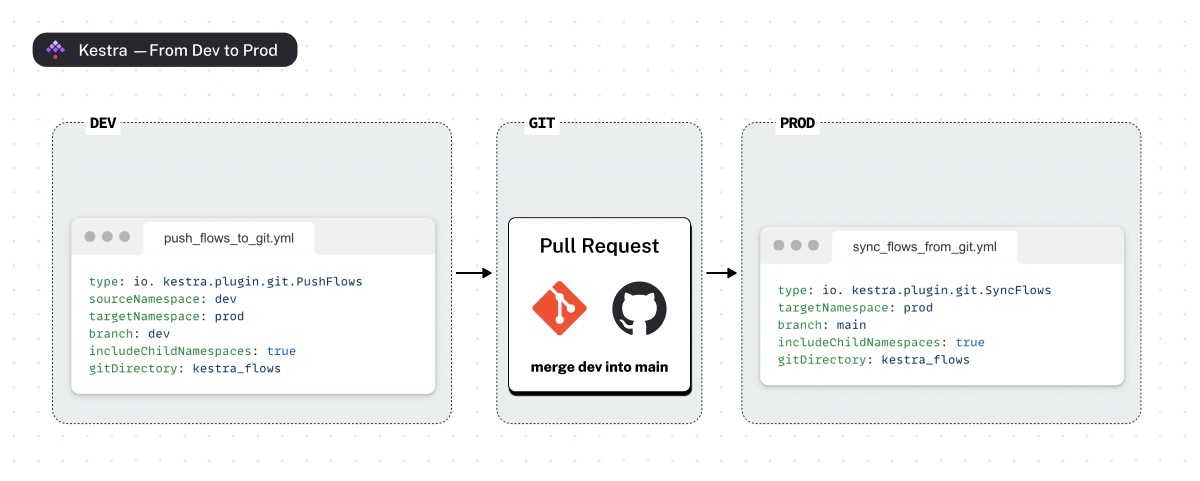 Kestra —From Dev to Prod
DEV
push_flows_to_git.yml
type: io. kestra.plugin.git.PushFlows
sourceNamespace: dev
targetNamespace: prod
branch: dev
includeChildNamespaces: true
gitDirectory: kestra_flows
GIT
Pull Request
merge dev into main
PROD
sync_flows_from_git.yml
type: io. kestra.plugin.git.SyncFlows
targetNamespace: prod
branch: main
includeChildNamespaces: true
gitDirectory: kestra_flows